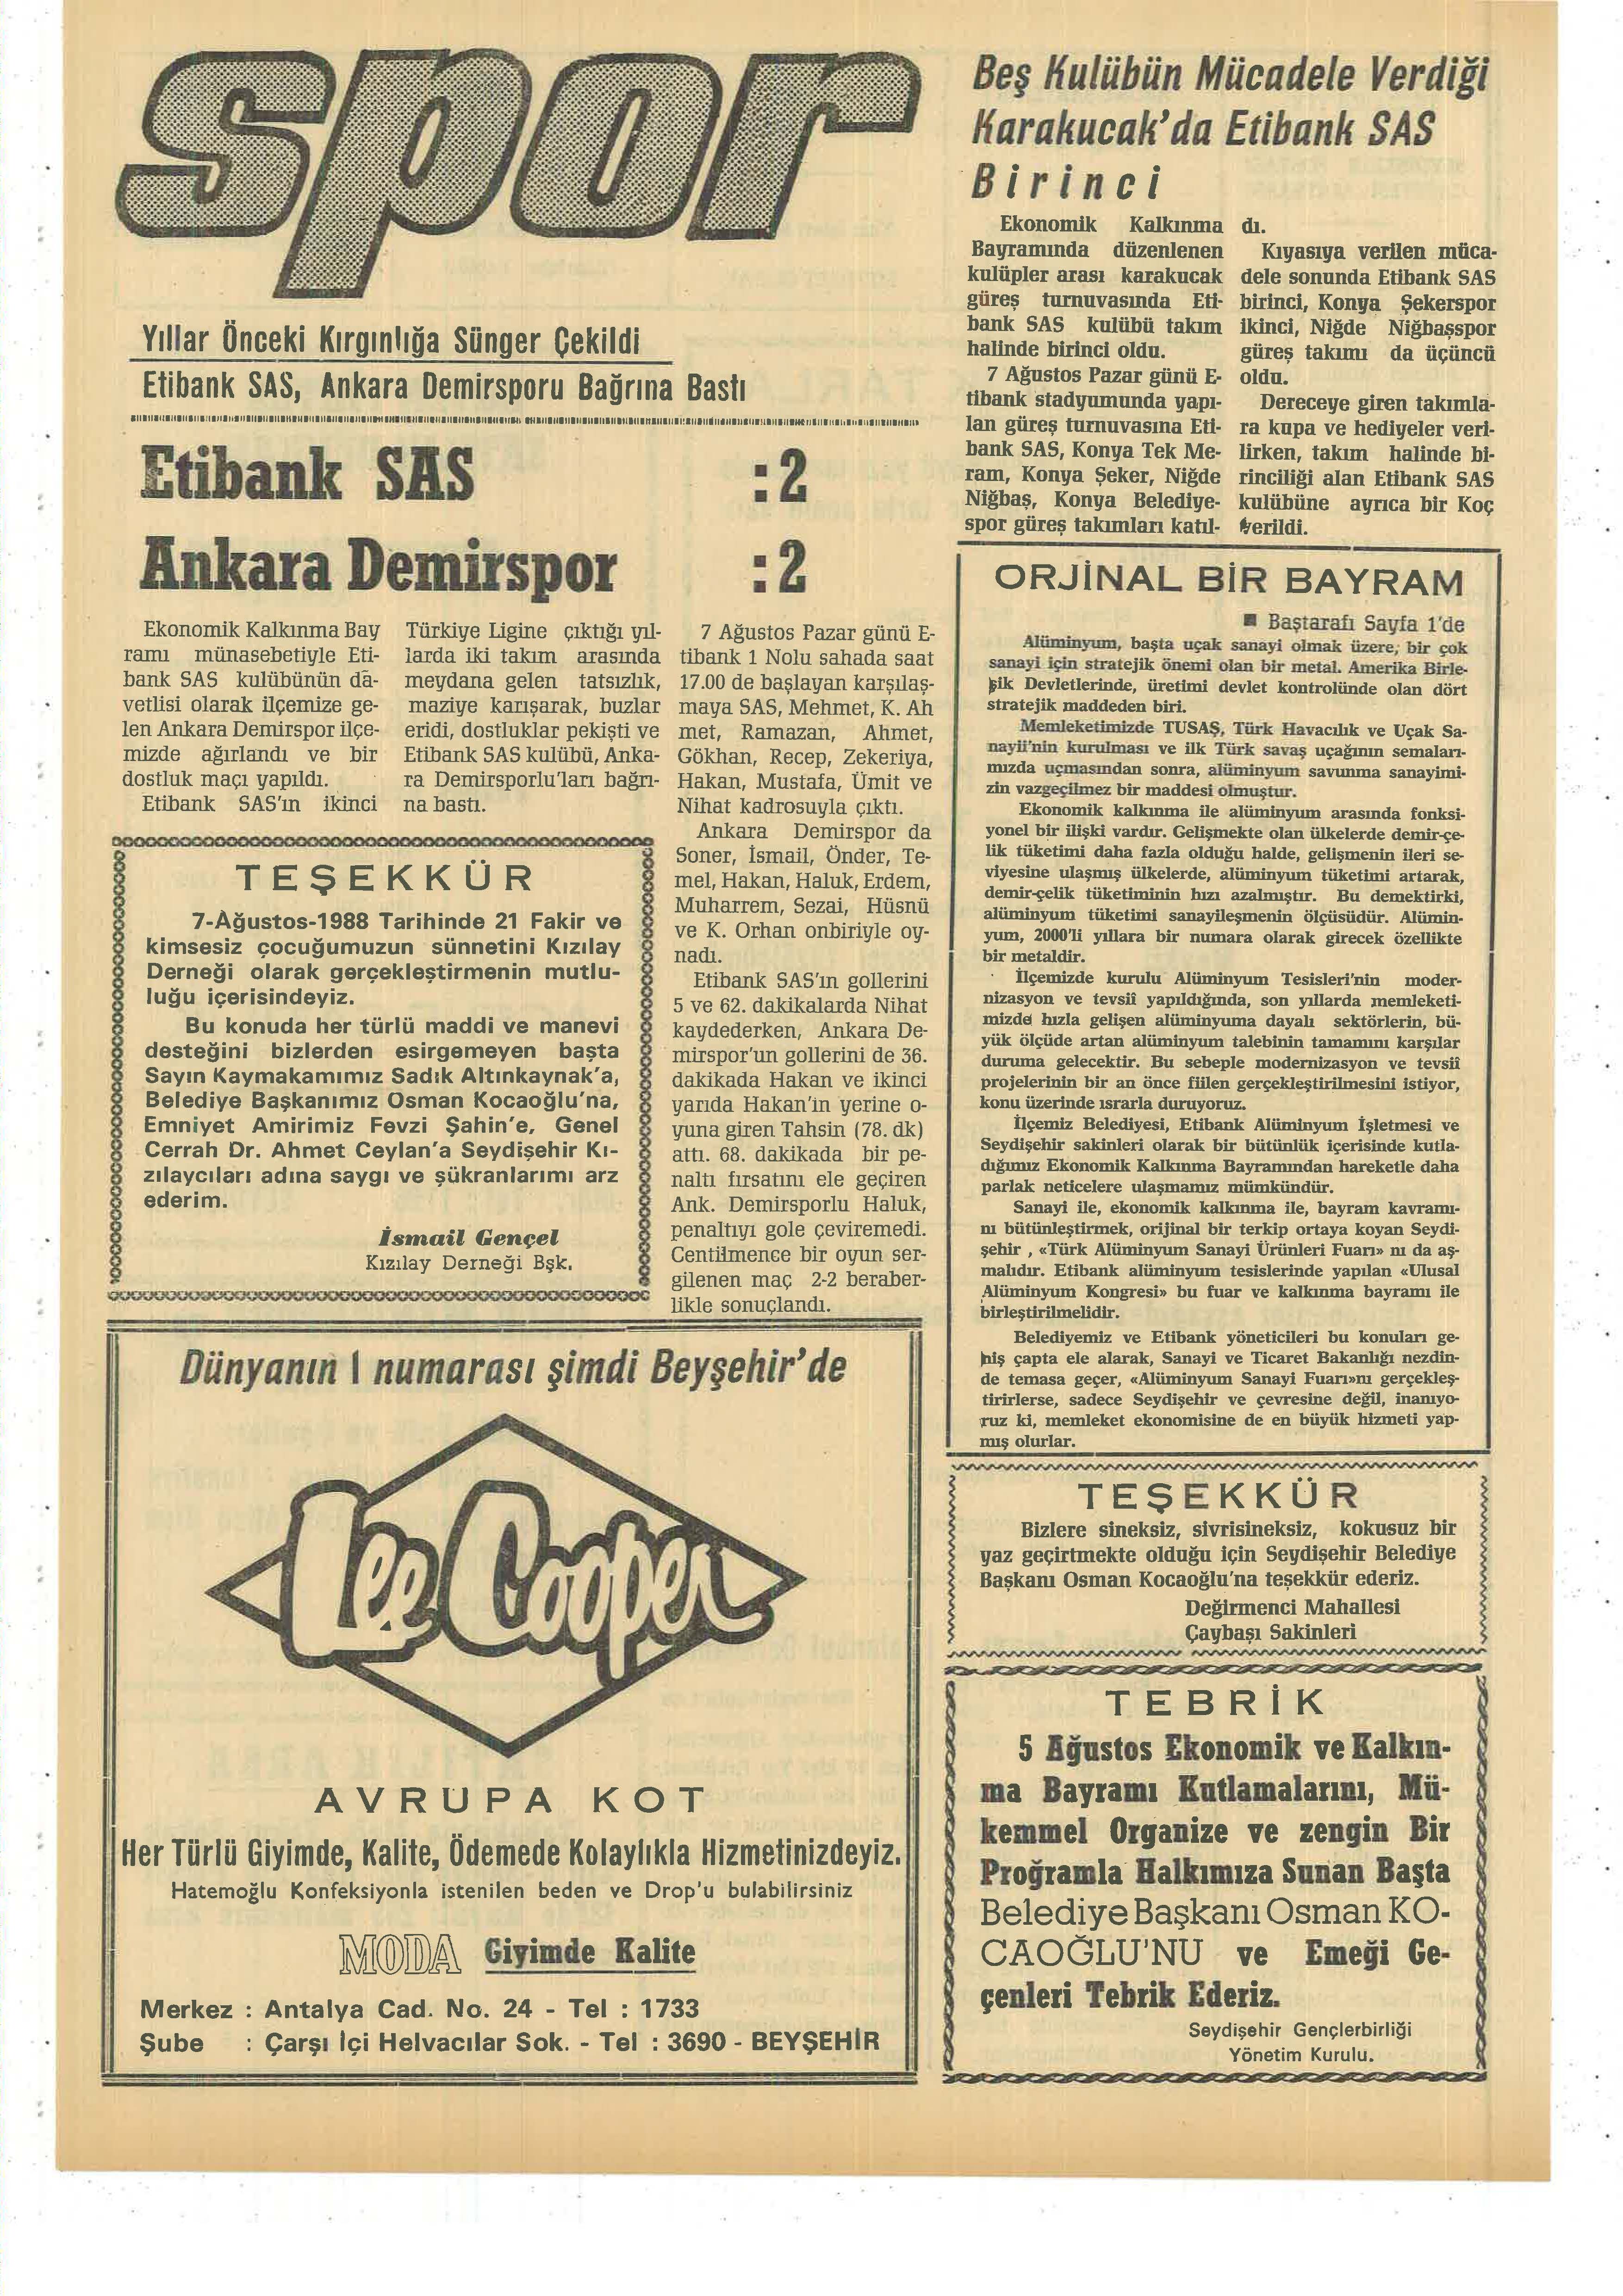 spor
Yıllar Önceki Kırgınlığa Sünger Çekildi
Etibank SAS, Ankara Demirsporu Bağrına Bastı
Etibank SAS :2
Ankara Demirspor :2
Ekonomik Kalkınma Bay
ramı münasebetiyle Eti-
bank SAS kulübünün da-
vetlisi olarak ilçemize ge-
len Ankara Demirspor ilçe-
mizde ağırlandı ve bir
dostluk maçı yapıldı.
Etibank SAS'ın ikinci
Türkiye Ligine çıktığı yıl-
larda iki takım arasında
meydana gelen tatsızlık,
maziye karışarak, buzlar
eridi, dostluklar pekişti ve
Etibank SAS kulübü, Anka-
ra Demirsporlu'ları bağrı-
na bastı.
7 Ağustos Pazar günü E-
tibank 1 Nolu sahada saat
17.00 de başlayan karşılaş-
maya SAS, Mehmet, K. Ah
met, Ramazan, Ahmet,
Gökhan, Recep, Zekeriya,
Hakan, Mustafa, Ümit ve
Nihat kadrosuyla çıktı.
Ankara Demirspor da
Soner, İsmail, Önder, Te-
mel, Hakan, Haluk, Erdem,
Muharrem, Sezai, Hüsnü
ve K. Orhan onbiriyle oy-
nadı.
Etibank SAS'ın gollerini
5 ve 62. dakikalarda Nihat
kaydederken, Ankara De-
mirspor'un gollerini de 36.
dakikada Hakan ve ikinci
yarıda Hakan'ın yerine o-
yuna giren Tahsin (78. dk)
attı. 68. dakikada bir pe-
naltı fırsatını ele geçiren
Ank. Demirsporlu Haluk,
penaltıyı gole çeviremedi.
Centilmence bir oyun ser-
gilenen maç 2-2 beraber-
likle sonuçlandı.
TEŞEKKÜR
7-Ağustos-1988 Tarihinde 21 Fakir ve
kimsesiz çocuğumuzun sünnetini Kızılay
Derneği olarak gerçekleştirmenin mutlu-
luğu içerisindeyiz.
Bu konuda her türlü maddi ve manevi
desteğini bizlerden esirgemeyen başta
Sayın Kaymakamımız Sadık Altınkaynak'a,
Belediye Başkanımız Osman Kocaoğlu'na,
Emniyet Amirimiz Fevzi Şahin'e, Genel
Cerrah Dr. Ahmet Ceylan'a Seydişehir Kı-
zılaycıları adına saygı ve şükranlarımı arz
ederim.
İsmail Gençel
Kızılay Derneği Bşk.
Dünyanın 1 numarası şimdi Beyşehir'de
Lee Cooper
AVRUPA KOT
Her Türlü Giyimde, Kalite, Ödemede Kolaylıkla Hizmetinizdeyiz.
Hatemoğlu Konfeksiyonla istenilen beden ve Drop'u bulabilirsiniz
MODA Giyimde Kalite
Merkez : Antalya Cad. No. 24 - Tel : 1733
Şube : Çarşı İçi Helvacılar Sok. - Tel : 3690 - BEYŞEHİR
Beş Kulübün Mücadele Verdiği
Karakucak'da Etibank SAS
Birinci
Ekonomik Kalkınma
Bayramında düzenlenen
kulüpler arası karakucak
güreş turnuvasında Eti-
bank SAS kulübü takım
halinde birinci oldu.
7 Ağustos Pazar günü E-
tibank stadyumunda yapı-
lan güreş turnuvasına Eti-
bank SAS, Konya Tek Me-
ram, Konya Şeker, Niğde
Niğbaş, Konya Belediye-
spor güreş takımları katıl-
dı.
Kıyasıya verilen müca-
dele sonunda Etibank SAS
birinci, Konya Şekerspor
ikinci, Niğde Niğbaşspor
güreş takımı da üçüncü
oldu.
Dereceye giren takımla-
ra kupa ve hediyeler veri-
lirken, takım halinde bi-
rinciliği alan Etibank SAS
kulübüne ayrıca bir Koç
verildi.
ORJİNAL BİR BAYRAM
■ Baştarafı Sayfa 1'de
Alüminyum, başta uçak sanayi olmak üzere, bir çok
sanayi için stratejik önemi olan bir metal. Amerika Birle-
şik Devletlerinde, üretimi devlet kontrolünde olan dört
stratejik maddeden biri.
Memleketimizde TUSAŞ, Türk Havacılık ve Uçak Sa-
nayii'nin kurulması ve ilk Türk savaş uçağının semaları-
mızda uçmasından sonra, alüminyum savunma sanayimi-
zin vazgeçilmez bir maddesi olmuştur.
Ekonomik kalkınma ile alüminyum arasında fonksi-
yonel bir ilişki vardır. Gelişmekte olan ülkelerde demir-çe-
lik tüketimi daha fazla olduğu halde, gelişmenin ileri se-
viyesine ulaşmış ülkelerde, alüminyum tüketimi artarak,
demir-çelik tüketiminin hızı azalmıştır. Bu demektirki,
alüminyum tüketimi sanayileşmenin ölçüsüdür. Alümin-
yum, 2000'li yıllara bir numara olarak girecek özellikte
bir metaldir.
İlçemizde kurulu Alüminyum Tesisleri'nin moder-
nizasyon ve tevsii yapıldığında, son yıllarda memleketi-
mizde hızla gelişen alüminyuma dayalı sektörlerin, bü-
yük ölçüde artan alüminyum talebinin tamamını karşılar
duruma gelecektir. Bu sebeple modernizasyon ve tevsii
projelerinin bir an önce fiilen gerçekleştirilmesini istiyor,
konu üzerinde ısrarla duruyoruz.
İlçemiz Belediyesi, Etibank Alüminyum İşletmesi ve
Seydişehir sakinleri olarak bir bütünlük içerisinde kutla-
dığımız Ekonomik Kalkınma Bayramından hareketle daha
parlak neticelere ulaşmamız mümkündür.
Sanayi ile, ekonomik kalkınma ile, bayram kavramı-
nı bütünleştirmek, orijinal bir terkip ortaya koyan Seydi-
şehir , «Türk Alüminyum Sanayi Ürünleri Fuarı» nı da aş-
malıdır. Etibank alüminyum tesislerinde yapılan «Ulusal
Alüminyum Kongresi» bu fuar ve kalkınma bayramı ile
birleştirilmelidir.
Belediyemiz ve Etibank yöneticileri bu konuları ge-
niş çapta ele alarak, Sanayi ve Ticaret Bakanlığı nezdin-
de temasa geçer, «Alüminyum Sanayi Fuarı»nı gerçekleş-
tirirlerse, sadece Seydişehir ve çevresine değil, inanıyo-
ruz ki, memleket ekonomisine de en büyük hizmeti yap-
mış olurlar.
TEŞEKKÜR
Bizlere sineksiz, sivrisineksiz, kokusuz bir
yaz geçirtmekte olduğu için Seydişehir Belediye
Başkanı Osman Kocaoğlu'na teşekkür ederiz.
Değirmenci Mahallesi
Çaybaşı Sakinleri
TEBRİK
5 Ağustos Ekonomik ve Kalkın-
ma Bayramı Kutlamalarını, Mü-
kemmel Organize ve zengin Bir
Proğramla Halkımıza Sunan Başta
Belediye Başkanı Osman KO-
CAOĞLU'NU ve Emeği Ge-
çenleri Tebrik Ederiz.
Seydişehir Gençlerbirliği
Yönetim Kurulu.